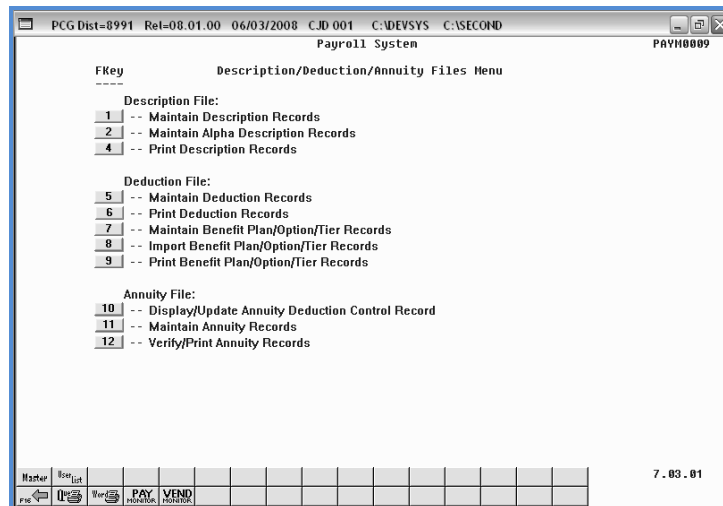 PCG Dist=8991 Rel=08.01.00 06/03/2008 CJD 001 C:\DEVSYS C:\SECOND
Payroll System PAYM0009
FKey Description/Deduction/Annuity Files Menu
----
Description File:
1 -- Maintain Description Records
2 -- Maintain Alpha Description Records
4 -- Print Description Records
Deduction File:
5 -- Maintain Deduction Records
6 -- Print Deduction Records
7 -- Maintain Benefit Plan/Option/Tier Records
8 -- Import Benefit Plan/Option/Tier Records
9 -- Print Benefit Plan/Option/Tier Records
Annuity File:
10 -- Display/Update Annuity Deduction Control Record
11 -- Maintain Annuity Records
12 -- Verify/Print Annuity Records
Master User List 7.03.01
F16 Que Word PAY MONITOR VEND MONITOR